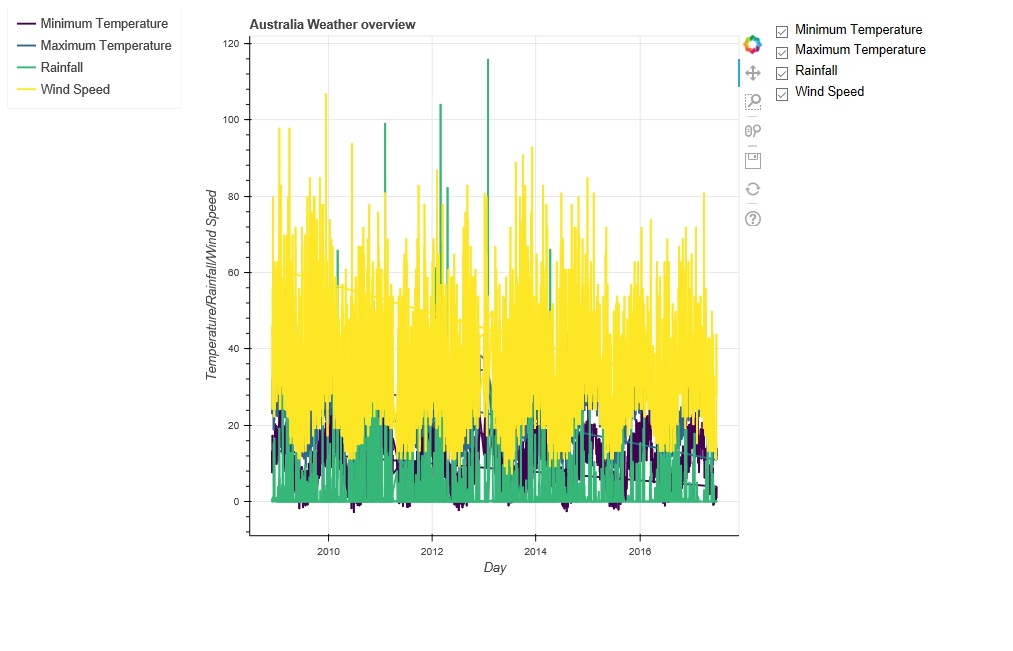 Minimum Temperature
Maximum Temperature
Rainfall
Wind Speed
Australia Weather overview
120
100
80
60
40
20
0
Temperature/Rainfall/Wind Speed
2010
2012
2014
2016
Day
Minimum Temperature
Maximum Temperature
Rainfall
Wind Speed